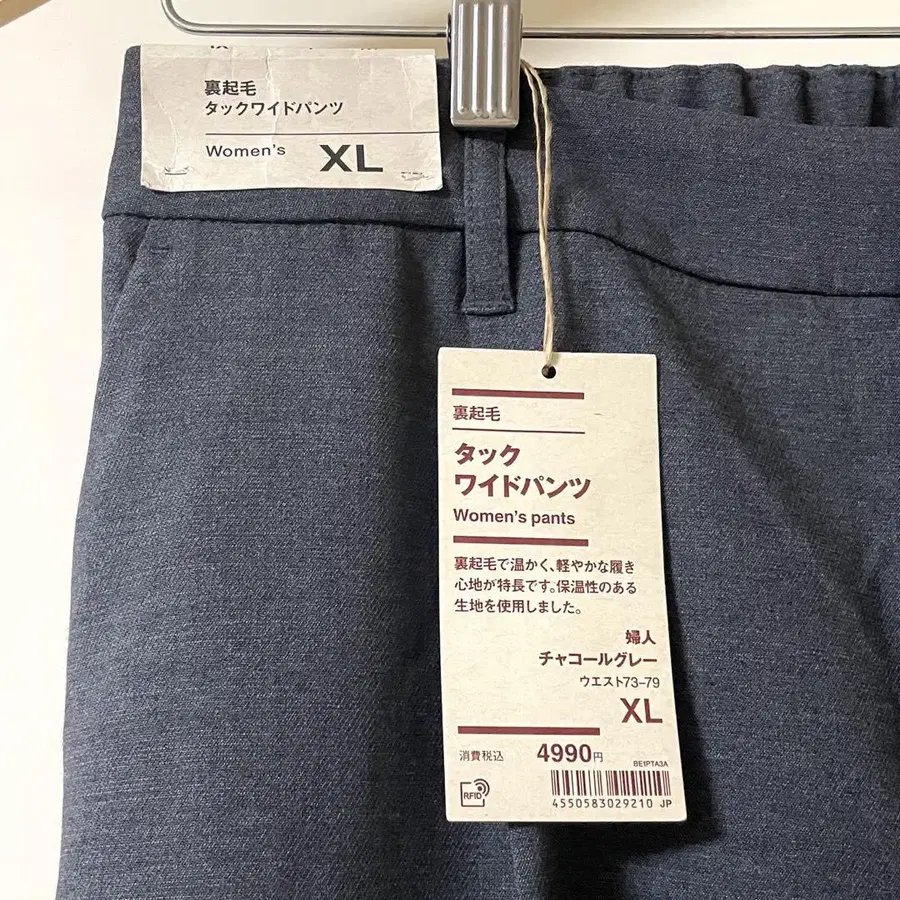 裏起毛
タックワイドパンツ
Women's XL
裏起毛
タック
ワイドパンツ
Women's pants
裏起毛で温かく、軽やかな履き
心地が特長です。保温性のある
生地を使用しました。
婦人
チャコールグレー
ウエスト73–79
XL
消費税込 4990円
BE1PTA3A
RFID
4550583029210 JP